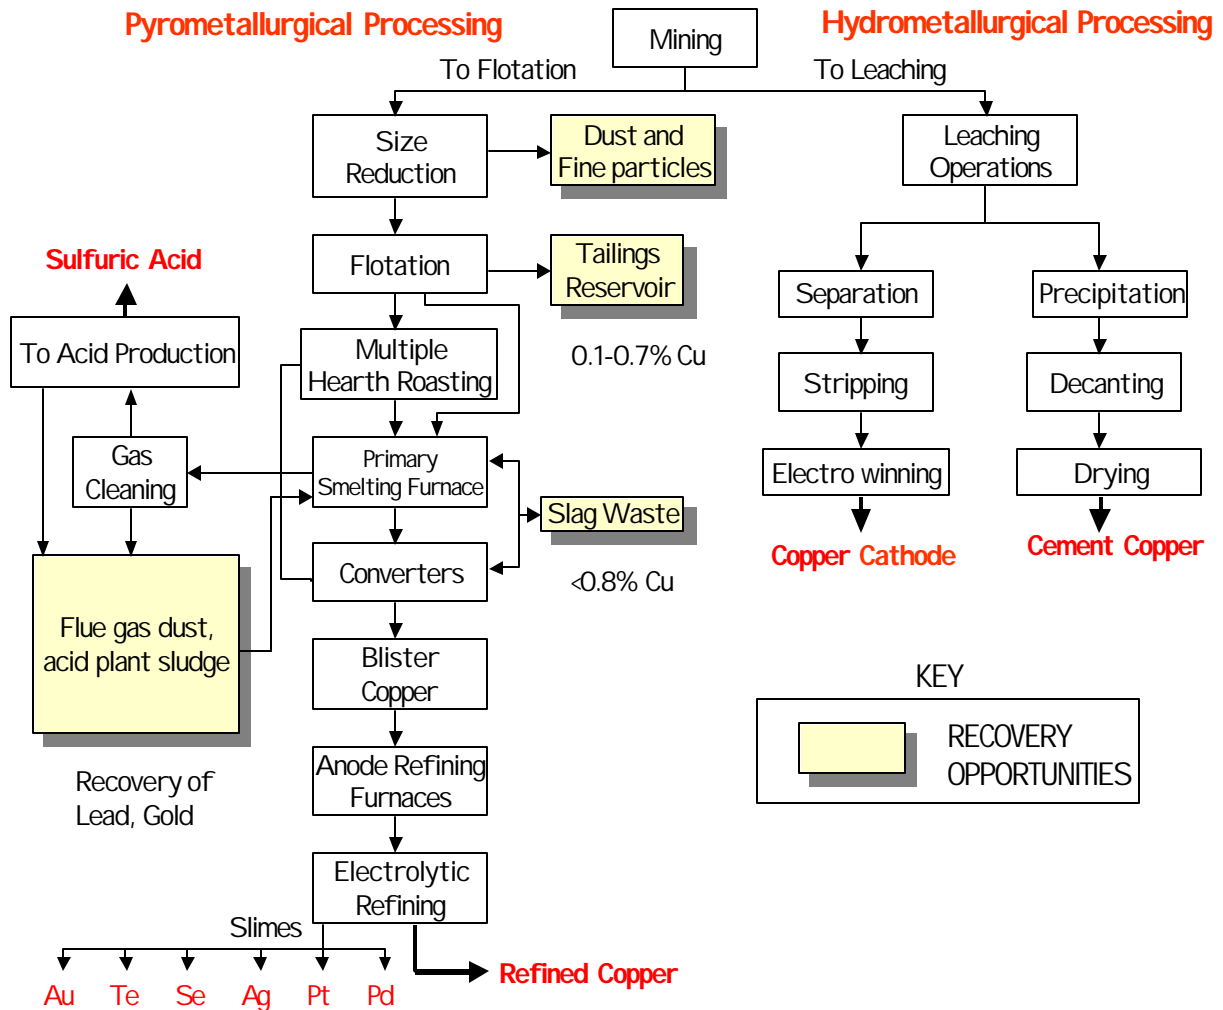 Pyrometallurgical Processing
Mining
Hydrometallurgical Processing
To Flotation
To Leaching
Size
Reduction
Dust and
Fine particles
Leaching
Operations
Flotation
Tailings
Reservoir
Sulfuric Acid
Separation
Precipitation
To Acid Production
Multiple
Hearth Roasting
0.1-0.7% Cu
Stripping
Decanting
Gas
Cleaning
Primary
Smelting Furnace
Electro winning
Drying
Slag Waste
Copper Cathode
Cement Copper
Converters
<0.8% Cu
Flue gas dust,
acid plant sludge
Blister
Copper
KEY
RECOVERY
OPPORTUNITIES
Anode Refining
Furnaces
Recovery of
Lead, Gold
Electrolytic
Refining
Slimes
Refined Copper
Au Te Se Ag Pt Pd